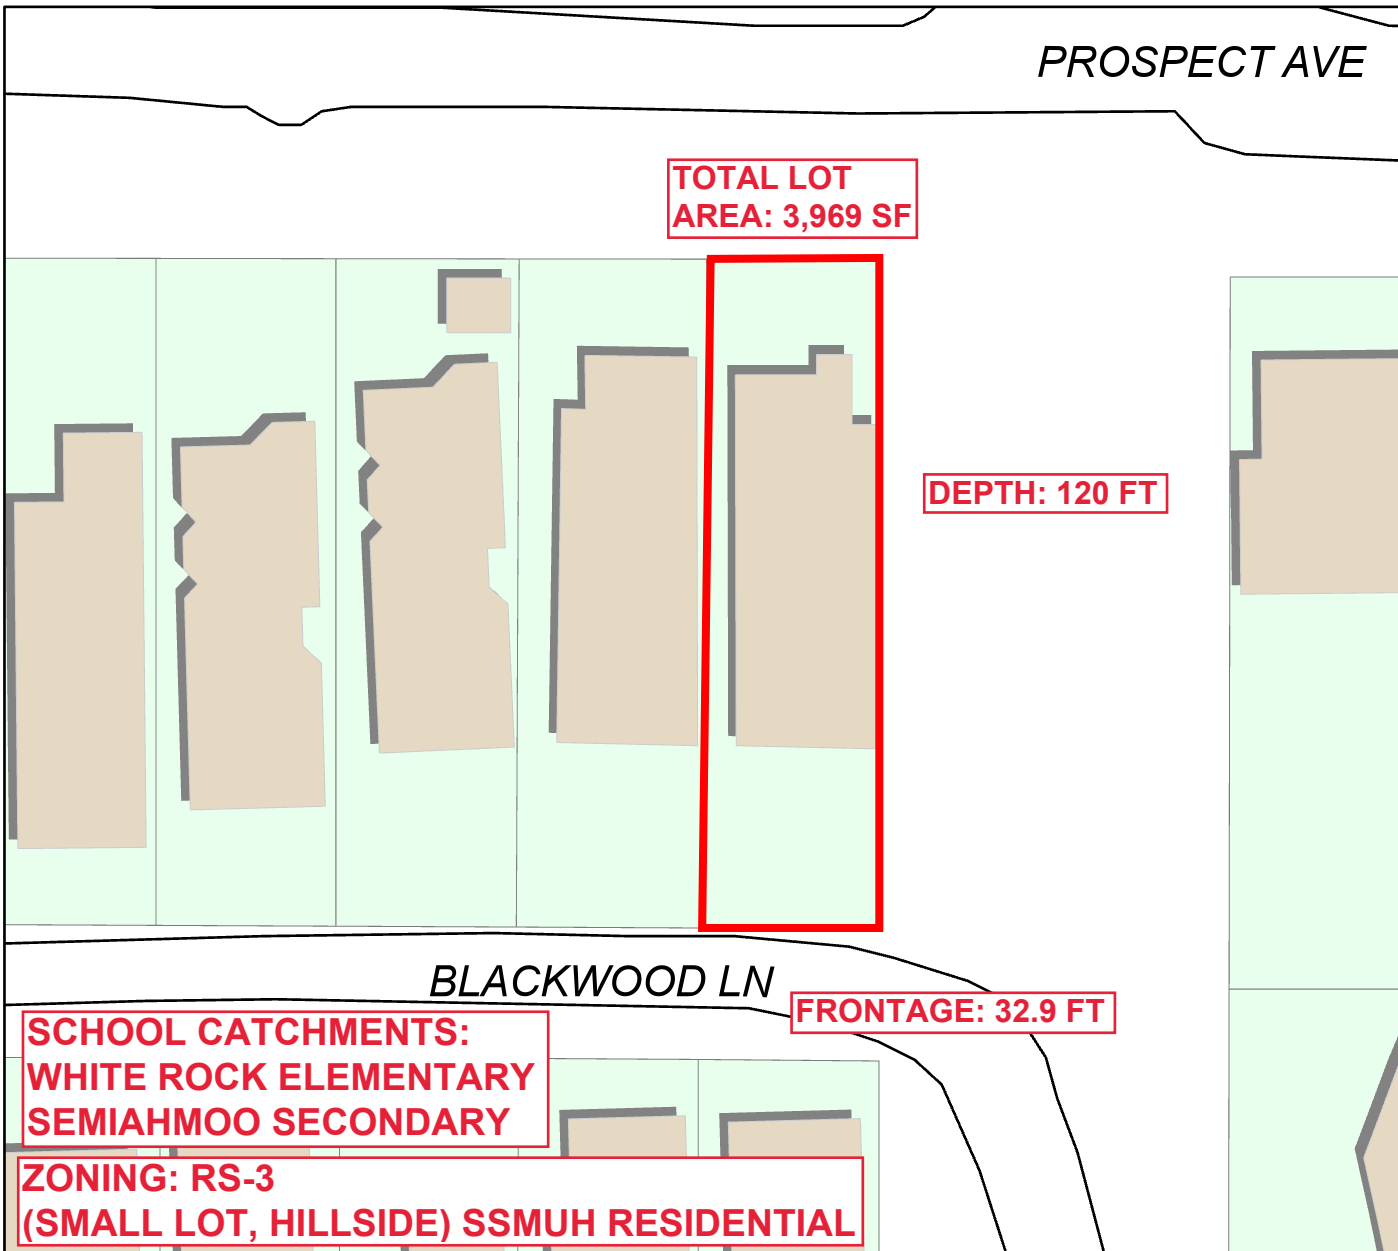 PROSPECT AVE
TOTAL LOT
AREA: 3,969 SF
DEPTH: 120 FT
BLACKWOOD LN
FRONTAGE: 32.9 FT
SCHOOL CATCHMENTS:
WHITE ROCK ELEMENTARY
SEMIAHMOO SECONDARY
ZONING: RS-3
(SMALL LOT, HILLSIDE) SSMUH RESIDENTIAL